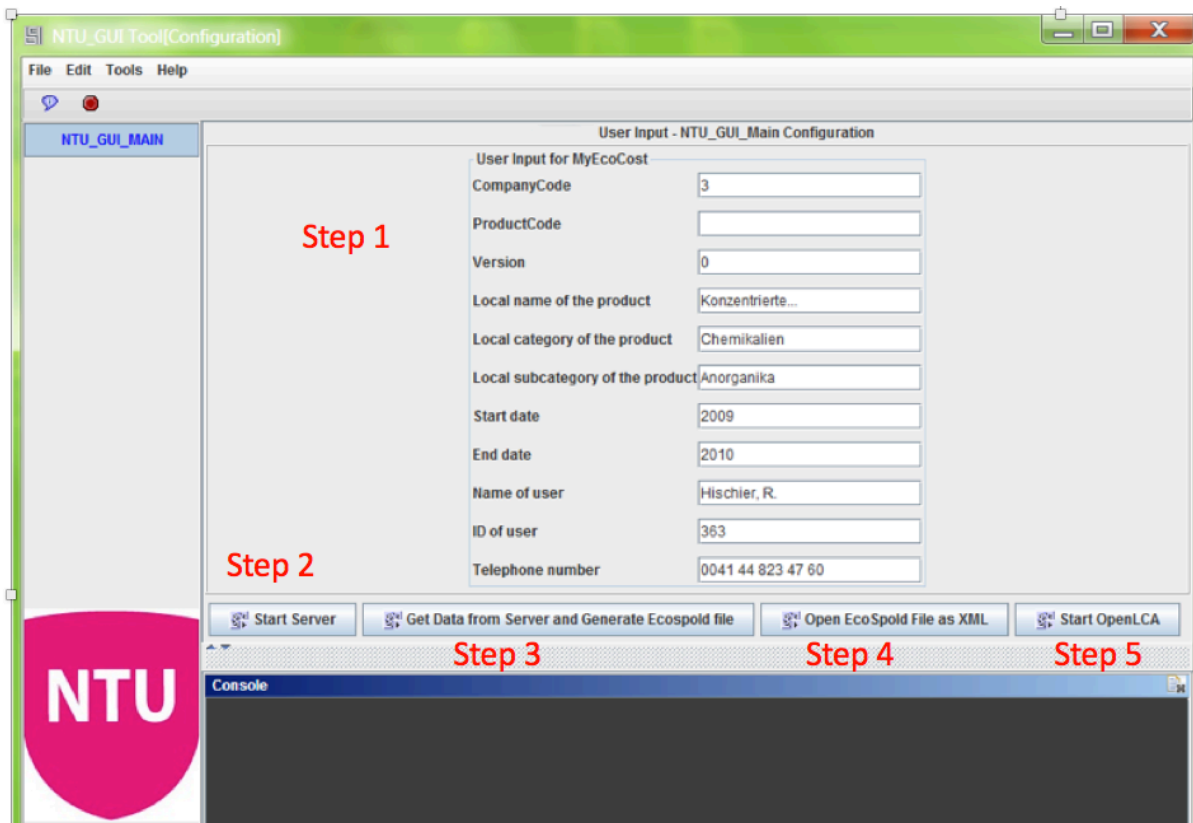 NTU_GUI Tool[Configuration]
File Edit Tools Help
NTU_GUI_MAIN
User Input - NTU_GUI_Main Configuration
User Input for MyEcoCost
CompanyCode 3
ProductCode
Step 1
Version 0
Local name of the product Konzentrierte...
Local category of the product Chemikalien
Local subcategory of the product Anorganika
Start date 2009
End date 2010
Name of user Hischier, R.
ID of user 363
Step 2
Telephone number 0041 44 823 47 60
Start Server Get Data from Server and Generate Ecospold file Open EcoSpold File as XML Start OpenLCA
Step 3 Step 4 Step 5
Console
NTU